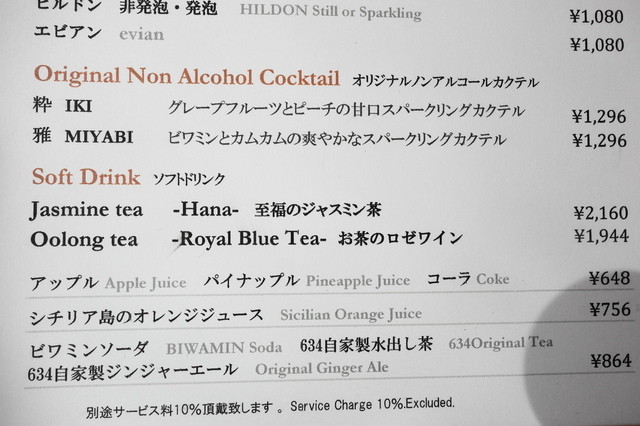 ヒルドン 非発泡・発泡 HILDON Still or Sparkling ¥1,080
エビアン evian ¥1,080
Original Non Alcohol Cocktail オリジナルノンアルコールカクテル
粋 IKI グレープフルーツとピーチの甘口スパークリングカクテル ¥1,296
雅 MIYABI ビワミンとカムカムの爽やかなスパークリングカクテル ¥1,296
Soft Drink ソフトドリンク
Jasmine tea -Hana- 至福のジャスミン茶 ¥2,160
Oolong tea -Royal Blue Tea- お茶のロゼワイン ¥1,944
アップル Apple Juice パイナップル Pineapple Juice コーラ Coke ¥648
シチリア島のオレンジジュース Sicilian Orange Juice ¥756
ビワミンソーダ BIWAMIN Soda 634自家製水出し茶 634Original Tea
634自家製ジンジャーエール Original Ginger Ale ¥864
別途サービス料10%頂戴致します 。 Service Charge 10%.Excluded.